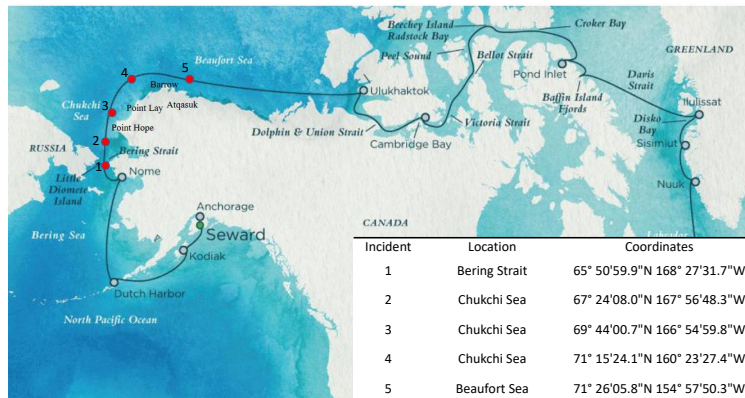 Beechey Island
Radstock Bay
Croker Bay
5
Beaufort Sea
Peel Sound
Bellot Strait
GREENLAND
4
Barrow
Pond Inlet
Davis
Strait
3
Chukchi
Sea
Point Lay
Atqasuk
Ulukhaktok
Baffin Island
Fjords
Ilulissat
Point Hope
Dolphin & Union Strait
Victoria Strait
Disko
Bay
2
RUSSIA
Bering Strait
Cambridge Bay
Sisimiut
1
Little
Diomete
Island
Nome
Nuuk
Anchorage
Seward
CANADA
Bering Sea
Kodiak
Dutch Harbor
North Pacific Ocean
Incident Location Coordinates
1 Bering Strait 65° 50'59.9"N 168° 27'31.7"W
2 Chukchi Sea 67° 24'08.0"N 167° 56'48.3"W
3 Chukchi Sea 69° 44'00.7"N 166° 54'59.8"W
4 Chukchi Sea 71° 15'24.1"N 160° 23'27.4"W
5 Beaufort Sea 71° 26'05.8"N 154° 57'50.3"W